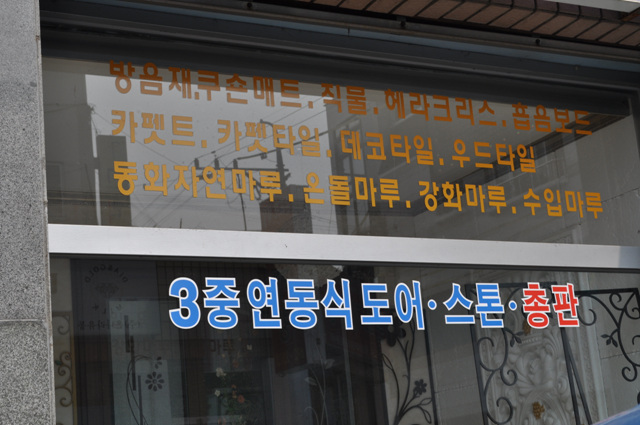 방음재쿠숀매트.직물.헤라크리스.흡음보드
카펫트.카펫타일.데코타일.우드타일
동화자연마루.온돌마루.강화마루.수입마루
3중연동식도어·스톤·총판